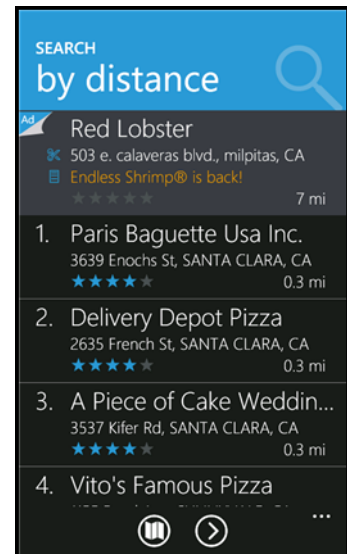 SEARCH
by distance
Ad
Red Lobster
503 e. calaveras blvd., milpitas, CA
Endless Shrimp® is back!
7 mi
1. Paris Baguette Usa Inc.
3639 Enochs St, SANTA CLARA, CA
0.3 mi
2. Delivery Depot Pizza
2635 French St, SANTA CLARA, CA
0.3 mi
3. A Piece of Cake Weddin...
3537 Kifer Rd, SANTA CLARA, CA
0.3 mi
4. Vito's Famous Pizza
...